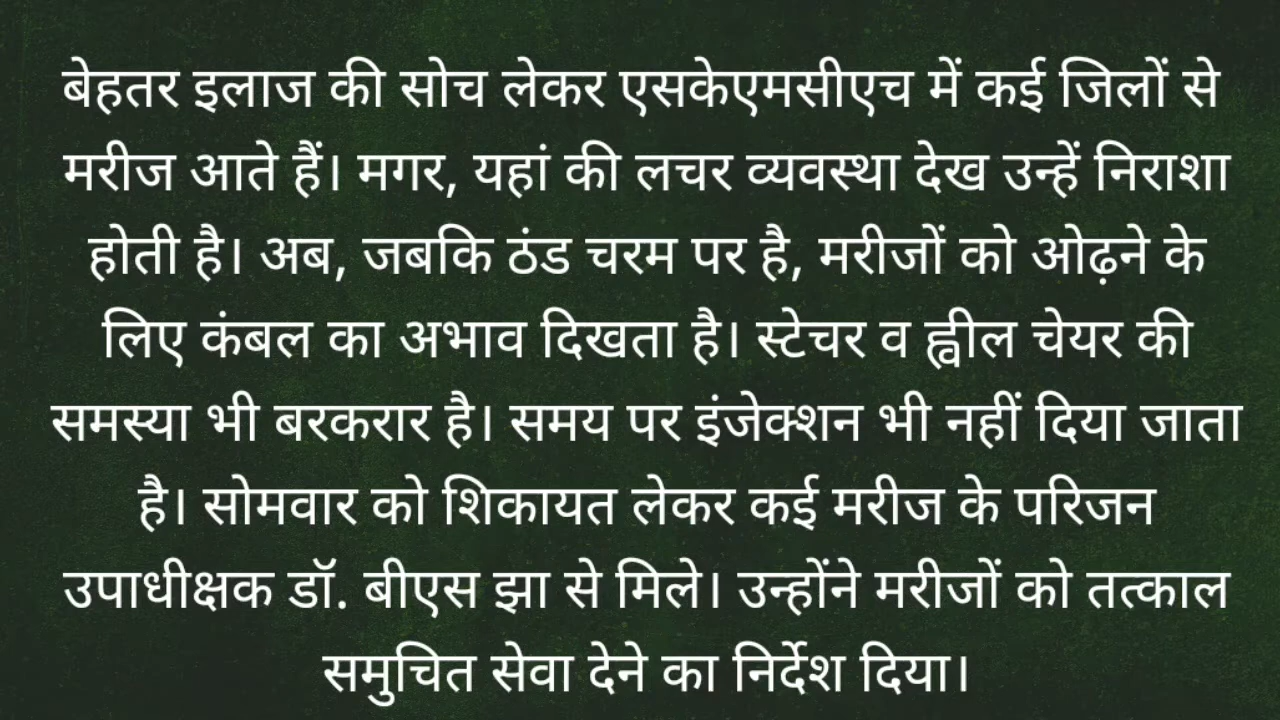 बेहतर इलाज की सोच लेकर एसकेएमसीएच में कई जिलों से
मरीज आते हैं। मगर, यहां की लचर व्यवस्था देख उन्हें निराशा
होती है। अब, जबकि ठंड चरम पर है, मरीजों को ओढ़ने के
लिए कंबल का अभाव दिखता है। स्टेचर व ह्वील चेयर की
समस्या भी बरकरार है। समय पर इंजेक्शन भी नहीं दिया जाता
है। सोमवार को शिकायत लेकर कई मरीज के परिजन
उपाधीक्षक डॉ. बीएस झा से मिले। उन्होंने मरीजों को तत्काल
समुचित सेवा देने का निर्देश दिया।